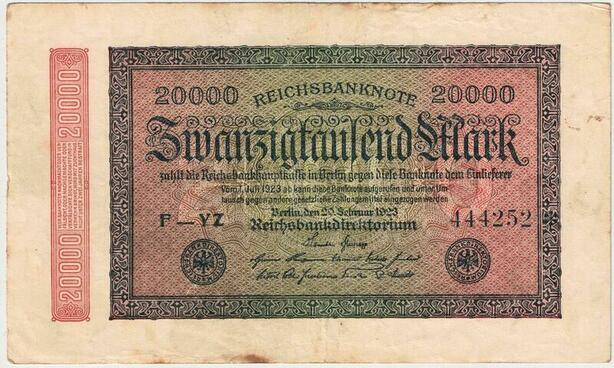 20000 REICHSBANKNOTE 20000
Zwanzigtausend Mark
zahlt die Reichsbankhauptkasse in Berlin gegen diese Banknote dem Einlieferer
Vom 1. Juli 1923 ab kann diese Banknote aufgerufen und unter Um-
tausch gegen andere gesetzliche Zahlungsmittel eingezogen werden
Berlin, den 20. Februar 1923
F—YZ Reichsbankdirektorium 444252 ✻
20000
20000